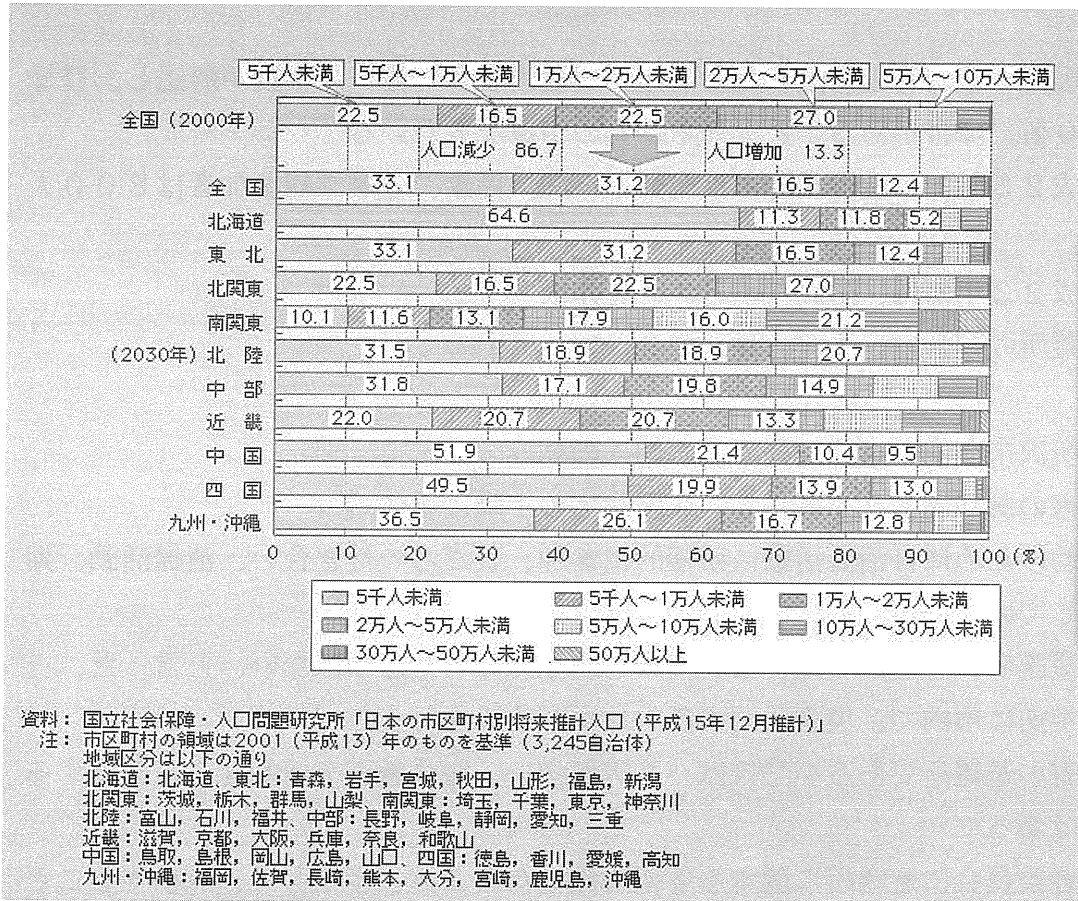 5千人未満 5千人～1万人未満 1万人～2万人未満 2万人～5万人未満 5万人～10万人未満
全国（2000年） 22.5 16.5 22.5 27.0
人口減少 86.7 人口増加 13.3
全国 33.1 31.2 16.5 12.4
北海道 64.6 11.3 11.8 5.2
東北 33.1 31.2 16.5 12.4
北関東 22.5 16.5 22.5 27.0
南関東 10.1 11.6 13.1 17.9 16.0 21.2
（2030年）北陸 31.5 18.9 18.9 20.7
中部 31.8 17.1 19.8 14.9
近畿 22.0 20.7 20.7 13.3
中国 51.9 21.4 10.4 9.5
四国 49.5 19.9 13.9 13.0
九州・沖縄 36.5 26.1 16.7 12.8
0 10 20 30 40 50 60 70 80 90 100（%）
5千人未満 5千人～1万人未満 1万人～2万人未満
2万人～5万人未満 5万人～10万人未満 10万人～30万人未満
30万人～50万人未満 50万人以上
資料：国立社会保障・人口問題研究所「日本の市区町村別将来推計人口（平成15年12月推計）」
注：市区町村の領域は2001（平成13）年のものを基準（3,245自治体）
地域区分は以下の通り
北海道：北海道、東北：青森，岩手，宮城，秋田，山形，福島，新潟
北関東：茨城，栃木，群馬，山梨、南関東：埼玉，千葉，東京，神奈川
北陸：富山，石川，福井、中部：長野，岐阜，静岡，愛知，三重
近畿：滋賀，京都，大阪，兵庫，奈良，和歌山
中国：鳥取，島根，岡山，広島，山口、四国：徳島，香川，愛媛，高知
九州・沖縄：福岡，佐賀，長崎，熊本，大分，宮崎，鹿児島，沖縄